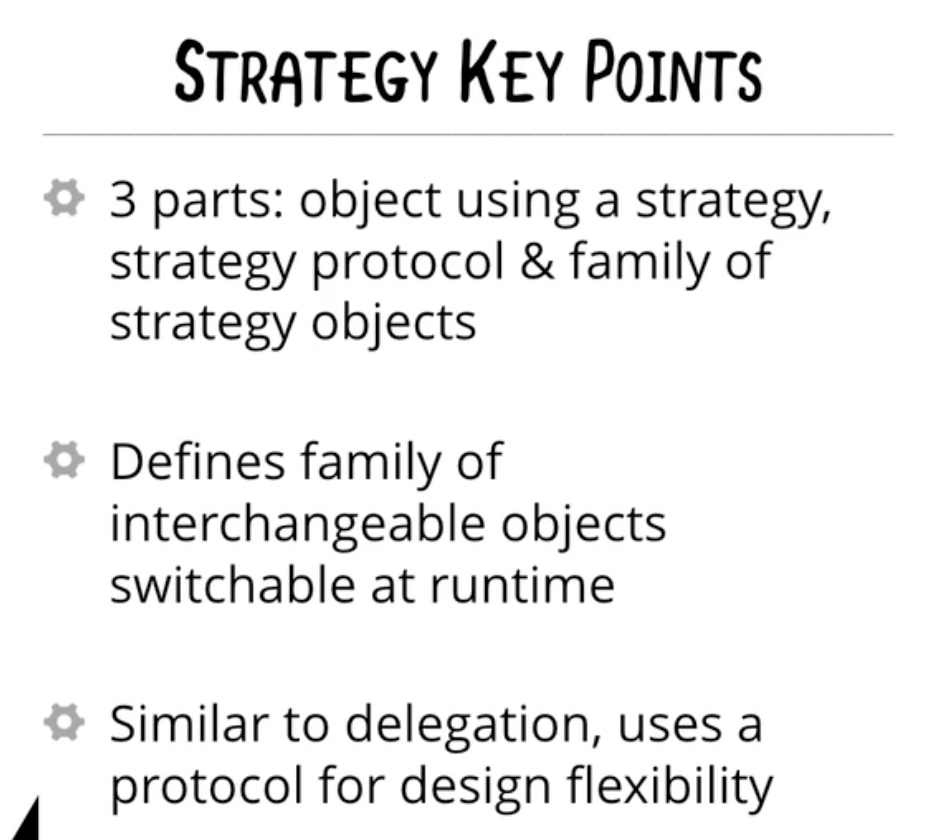 STRATEGY KEY POINTS
3 parts: object using a strategy,
strategy protocol & family of
strategy objects
Defines family of
interchangeable objects
switchable at runtime
Similar to delegation, uses a
protocol for design flexibility